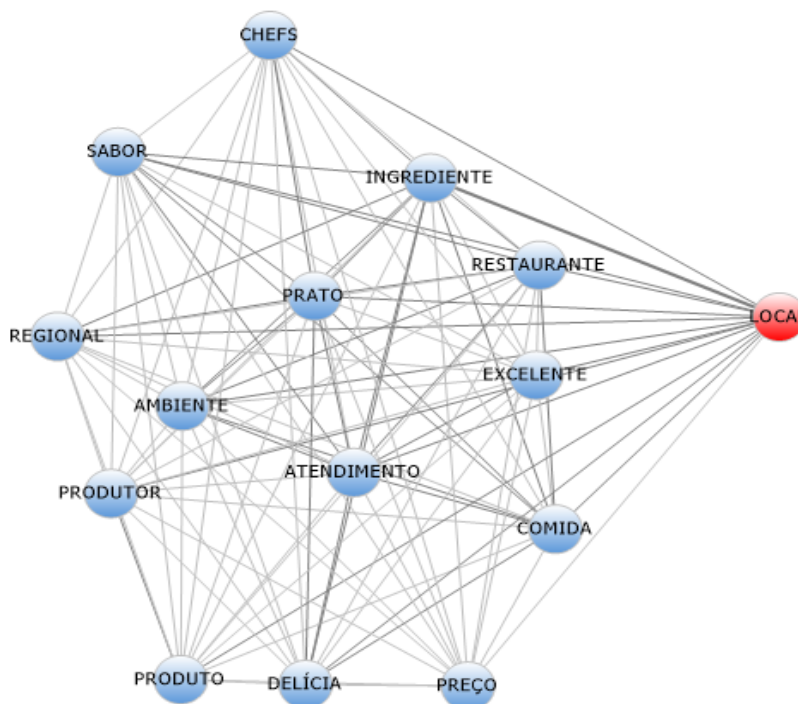 CHEFS
SABOR
INGREDIENTE
RESTAURANTE
PRATO
LOCA
REGIONAL
EXCELENTE
AMBIENTE
ATENDIMENTO
PRODUTOR
COMIDA
PRODUTO
DELÍCIA
PREÇO